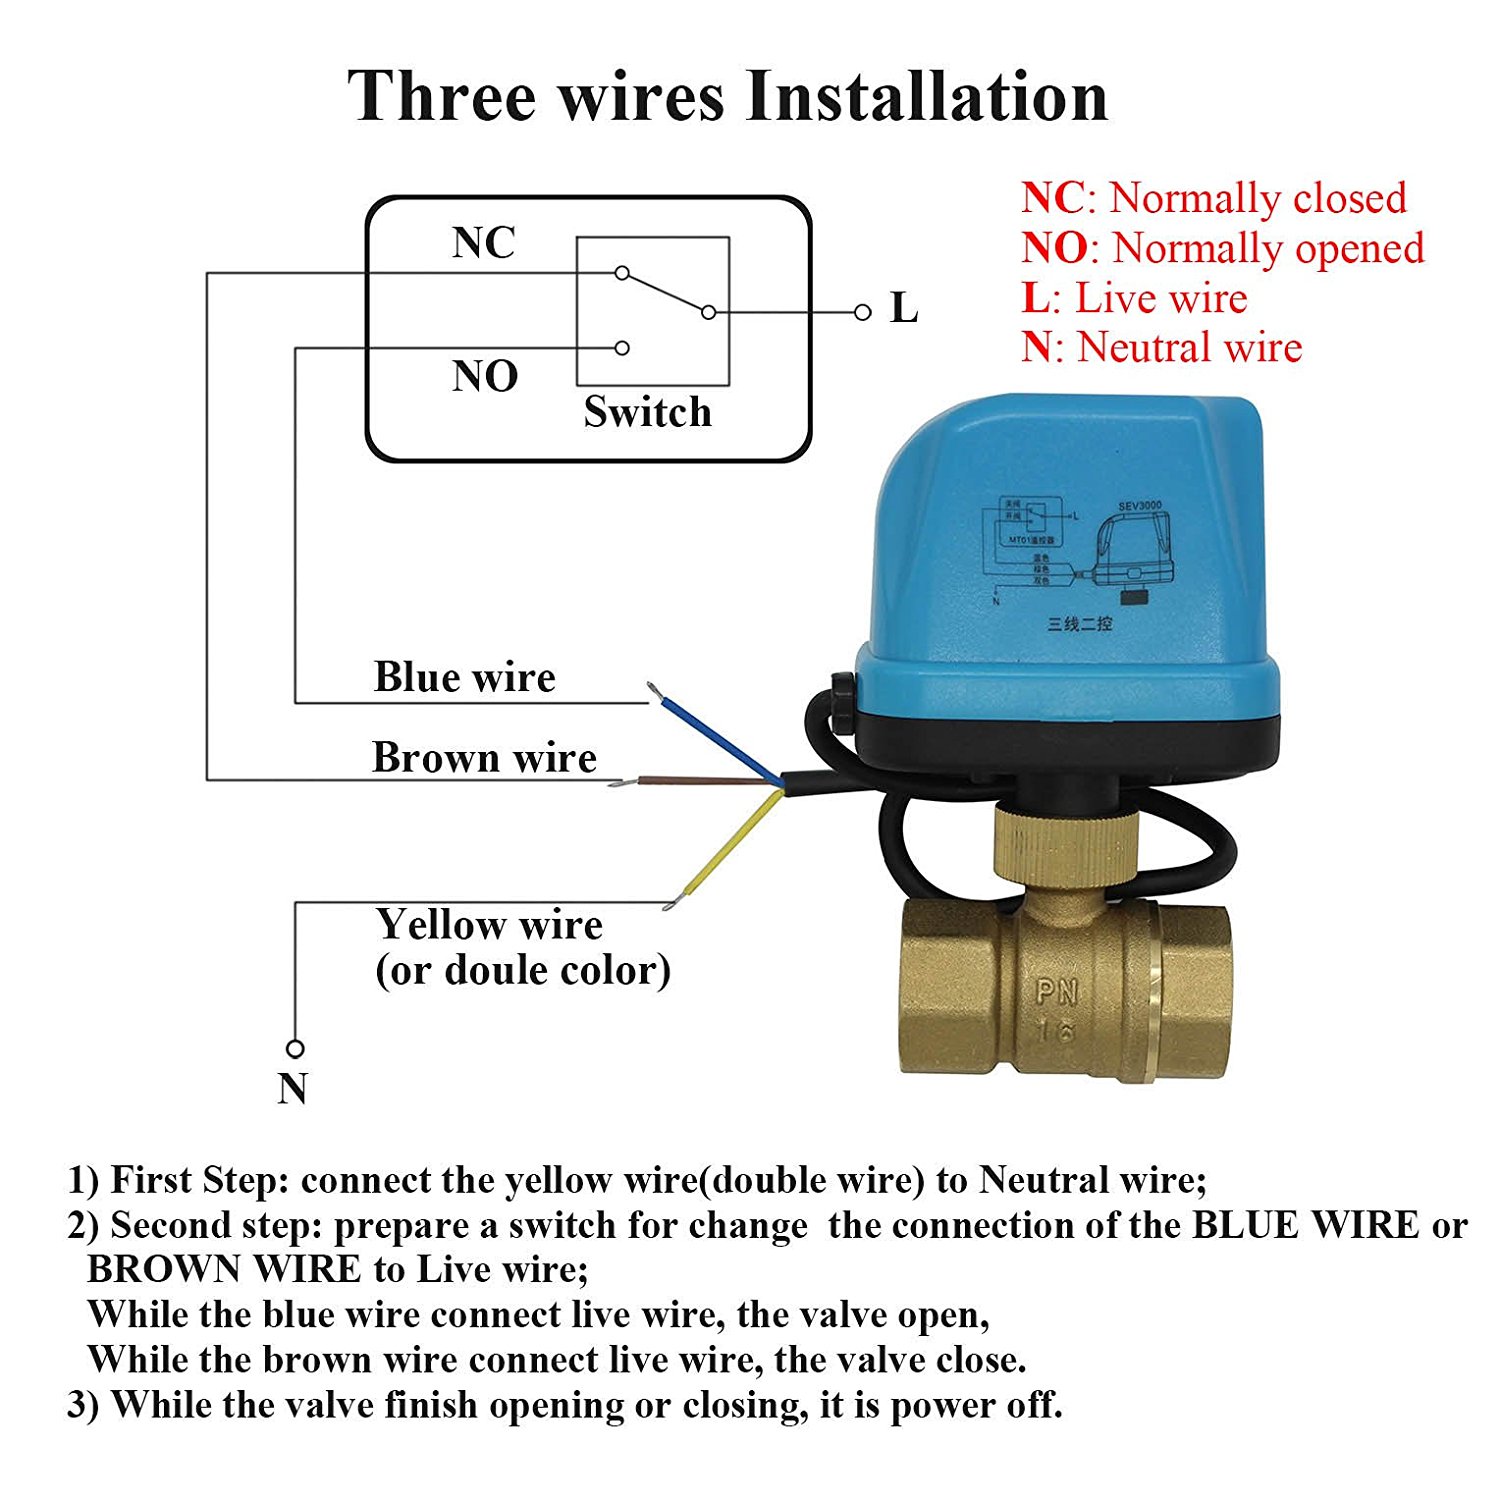 Three wires Installation
NC: Normally closed
NO: Normally opened
L: Live wire
N: Neutral wire
NC
L
NO
Switch
SEV3000
关阀
开阀
L
MT01温控器
蓝色
棕色
双色
N
三线二控
Blue wire
Brown wire
Yellow wire
(or doule color)
N
PN
16
1) First Step: connect the yellow wire(double wire) to Neutral wire;
2) Second step: prepare a switch for change the connection of the BLUE WIRE or
BROWN WIRE to Live wire;
While the blue wire connect live wire, the valve open,
While the brown wire connect live wire, the valve close.
3) While the valve finish opening or closing, it is power off.